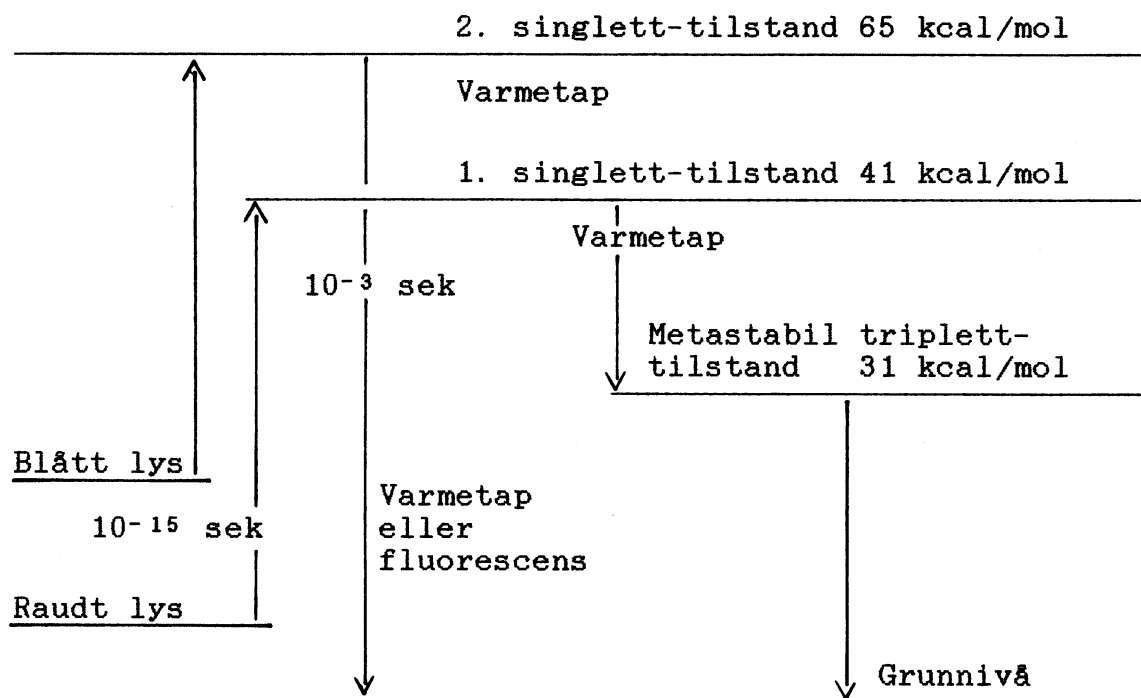 2. singlett-tilstand 65 kcal/mol
Varmetap
1. singlett-tilstand 41 kcal/mol
Varmetap
10⁻³ sek
Metastabil triplett-
tilstand 31 kcal/mol
Blått lys
10⁻¹⁵ sek
Varmetap
eller
fluorescens
Raudt lys
Grunnivå